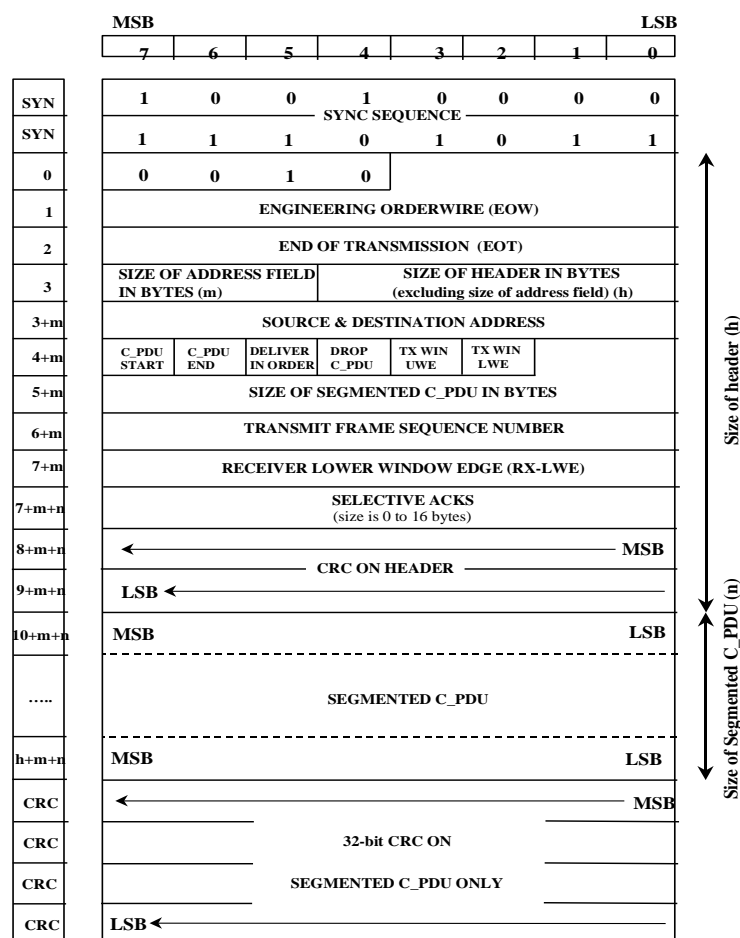 MSB LSB
7 6 5 4 3 2 1 0
SYN 1 0 0 1 0 0 0 0
SYNC SEQUENCE
SYN 1 1 1 0 1 0 1 1
0 0 0 1 0
1 ENGINEERING ORDERWIRE (EOW)
2 END OF TRANSMISSION (EOT)
3 SIZE OF ADDRESS FIELD IN BYTES (m) SIZE OF HEADER IN BYTES (excluding size of address field) (h)
3+m SOURCE & DESTINATION ADDRESS
4+m C_PDU START C_PDU END DELIVER IN ORDER DROP C_PDU TX WIN UWE TX WIN LWE
5+m SIZE OF SEGMENTED C_PDU IN BYTES
6+m TRANSMIT FRAME SEQUENCE NUMBER
7+m RECEIVER LOWER WINDOW EDGE (RX-LWE)
7+m+n SELECTIVE ACKS
(size is 0 to 16 bytes)
8+m+n MSB
CRC ON HEADER
9+m+n LSB
Size of header (h)
10+m+n MSB LSB
..... SEGMENTED C_PDU
h+m+n MSB LSB
Size of Segmented C_PDU (n)
CRC MSB
CRC 32-bit CRC ON
CRC SEGMENTED C_PDU ONLY
CRC LSB